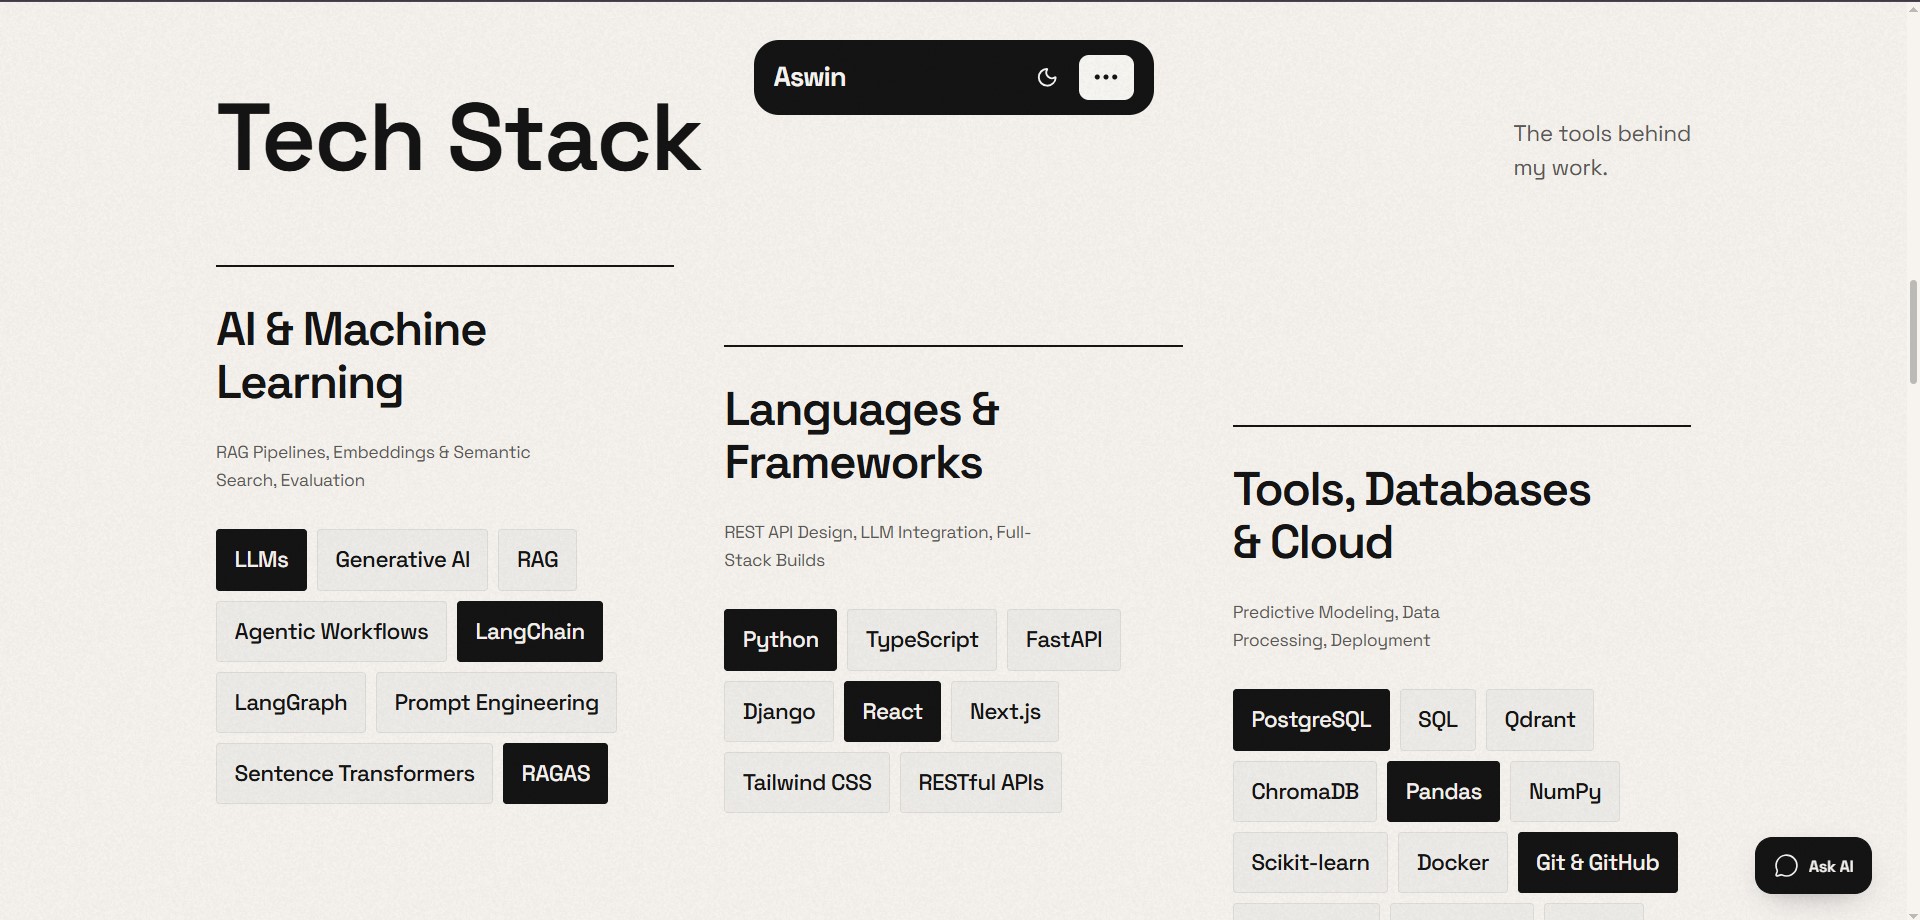 Aswin
Tech Stack
The tools behind
my work.
AI & Machine
Learning
RAG Pipelines, Embeddings & Semantic
Search, Evaluation
LLMs Generative AI RAG
Agentic Workflows LangChain
LangGraph Prompt Engineering
Sentence Transformers RAGAS
Languages &
Frameworks
REST API Design, LLM Integration, Full-
Stack Builds
Python TypeScript FastAPI
Django React Next.js
Tailwind CSS RESTful APIs
Tools, Databases
& Cloud
Predictive Modeling, Data
Processing, Deployment
PostgreSQL SQL Qdrant
ChromaDB Pandas NumPy
Scikit-learn Docker Git & GitHub
Ask AI